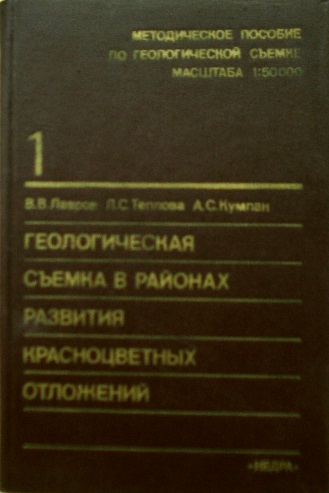 МЕТОДИЧЕСКОЕ ПОСОБИЕ
ПО ГЕОЛОГИЧЕСКОЙ СЪЕМКЕ
МАСШТАБА 1:50 000
1
В.В.Лавров Л.С.Теплова А.С.Кумпан
ГЕОЛОГИЧЕСКАЯ
СЪЕМКА В РАЙОНАХ
РАЗВИТИЯ
КРАСНОЦВЕТНЫХ
ОТЛОЖЕНИЙ
«НЕДРА»